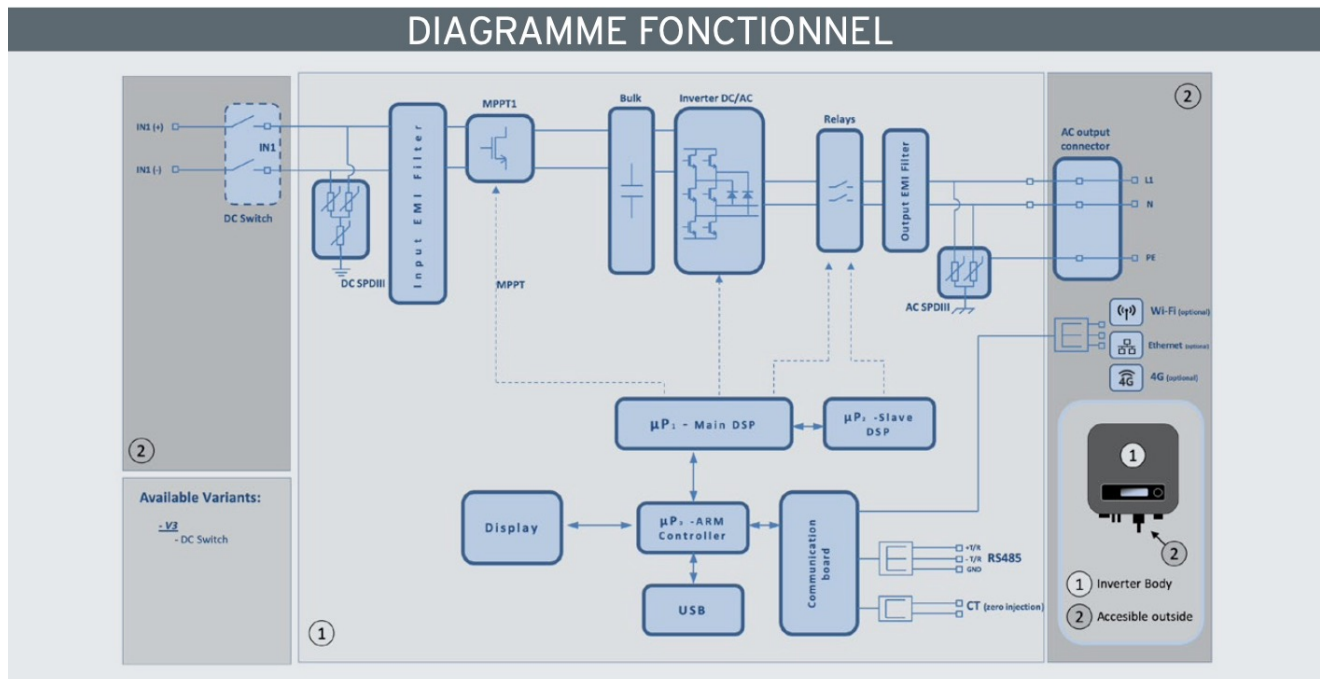 DIAGRAMME FONCTIONNEL
IN1 (+)
IN1 (-)
IN1
DC Switch
2
Available Variants:
- V3
- DC Switch
DC SPDIII
Input EMI Filter
MPPT1
MPPT
Bulk
Inverter DC/AC
Relays
Output EMI Filter
AC SPDIII
µP1 - Main DSP
µP2 -Slave
DSP
Display
µP3 -ARM
Controller
USB
Communication
board
+T/R
- T/R
GND
RS485
CT (zero injection)
1
2
AC output
connector
L1
N
PE
Wi-Fi (optional)
Ethernet (optional)
4G
4G (optional)
1
2
1 Inverter Body
2 Accesible outside